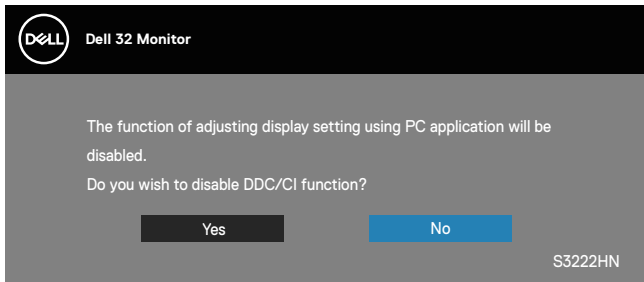 DELL
Dell 32 Monitor
The function of adjusting display setting using PC application will be
disabled.
Do you wish to disable DDC/CI function?
Yes No
S3222HN